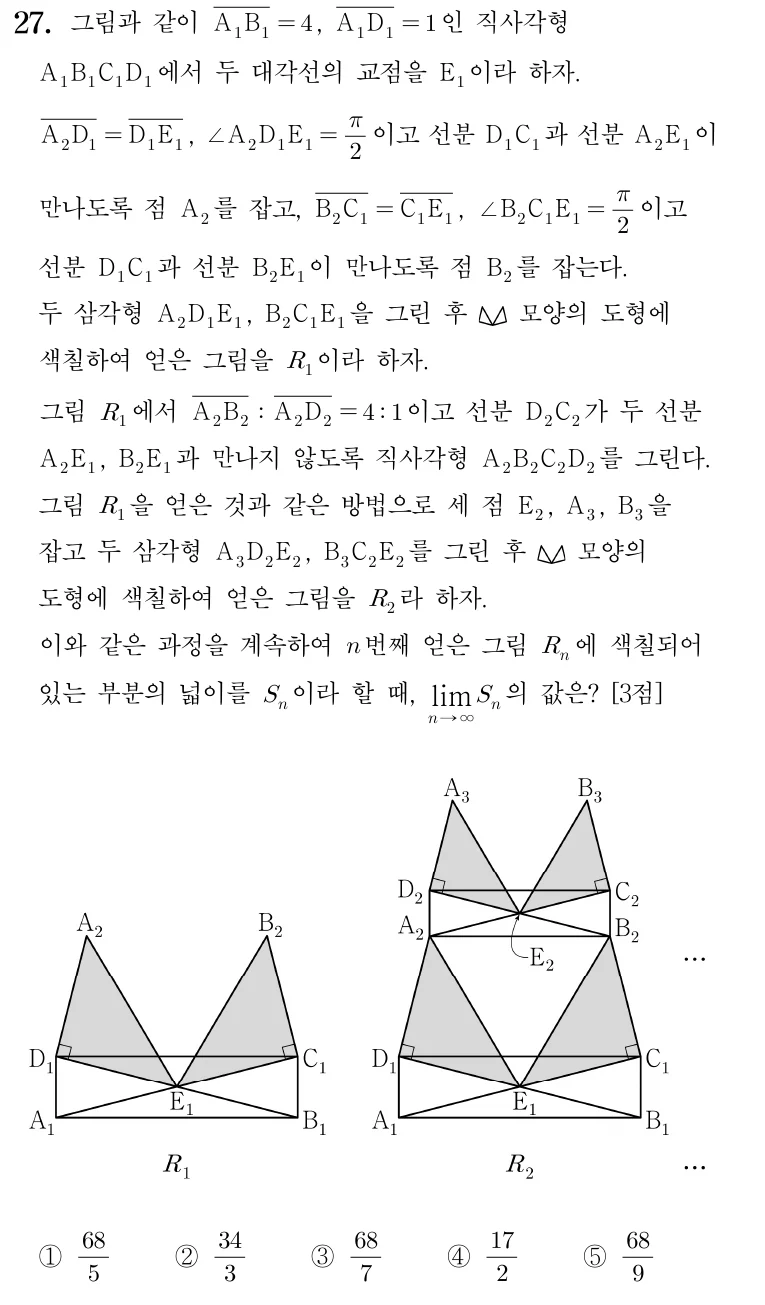 27. 그림과 같이 A₁B₁ = 4, A₁D₁ = 1인 직사각형
A₁B₁C₁D₁에서 두 대각선의 교점을 E₁이라 하자.
A₂D₁ = D₁E₁, ∠A₂D₁E₁ = π/2 이고 선분 D₁C₁과 선분 A₂E₁이
만나도록 점 A₂를 잡고, B₂C₁ = C₁E₁, ∠B₂C₁E₁ = π/2 이고
선분 D₁C₁과 선분 B₂E₁이 만나도록 점 B₂를 잡는다.
두 삼각형 A₂D₁E₁, B₂C₁E₁을 그린 후 모양의 도형에
색칠하여 얻은 그림을 R₁이라 하자.
그림 R₁에서 A₂B₂ : A₂D₂ = 4 : 1이고 선분 D₂C₂가 두 선분
A₂E₁, B₂E₁과 만나지 않도록 직사각형 A₂B₂C₂D₂를 그린다.
그림 R₁을 얻은 것과 같은 방법으로 세 점 E₂, A₃, B₃을
잡고 두 삼각형 A₃D₂E₂, B₃C₂E₂를 그린 후 모양의
도형에 색칠하여 얻은 그림을 R₂라 하자.
이와 같은 과정을 계속하여 n번째 얻은 그림 Rₙ에 색칠되어
있는 부분의 넓이를 Sₙ이라 할 때, lim n→∞ Sₙ의 값은? [3점]
A₃ B₃
D₂ C₂
A₂ B₂ A₂ B₂
E₂ …
D₁ C₁ D₁ C₁
E₁ E₁
A₁ B₁ A₁ B₁
R₁ R₂ …
① 68/5 ② 34/3 ③ 68/7 ④ 17/2 ⑤ 68/9